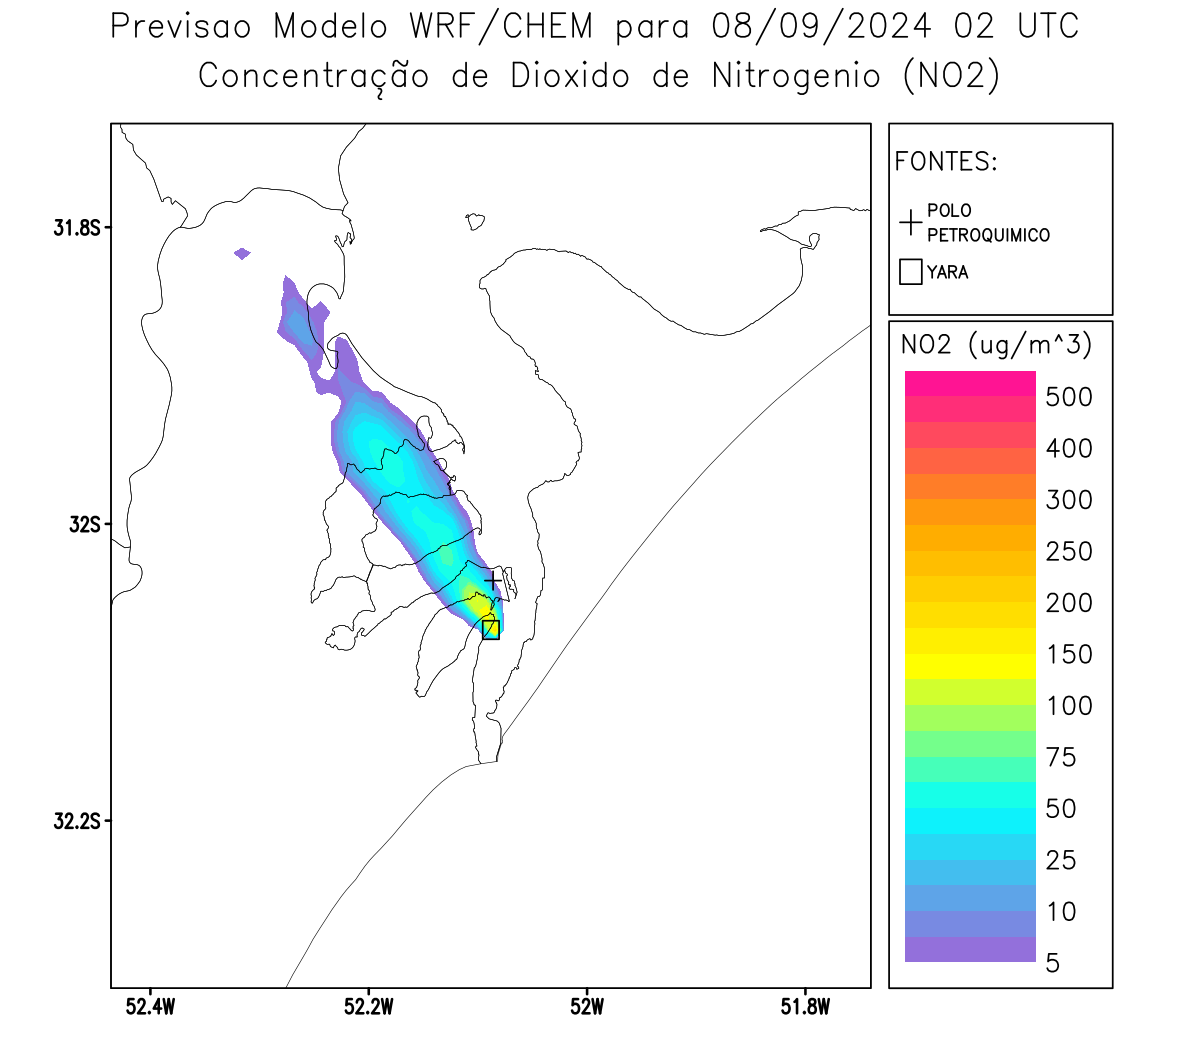 Previsao Modelo WRF/CHEM para 08/09/2024 02 UTC
Concentração de Dioxido de Nitrogenio (NO2)
FONTES:
POLO
PETROQUIMICO
YARA
NO2 (ug/m^3)
500
400
300
250
200
150
100
75
50
25
10
5
31.8S
32S
32.2S
52.4W
52.2W
52W
51.8W